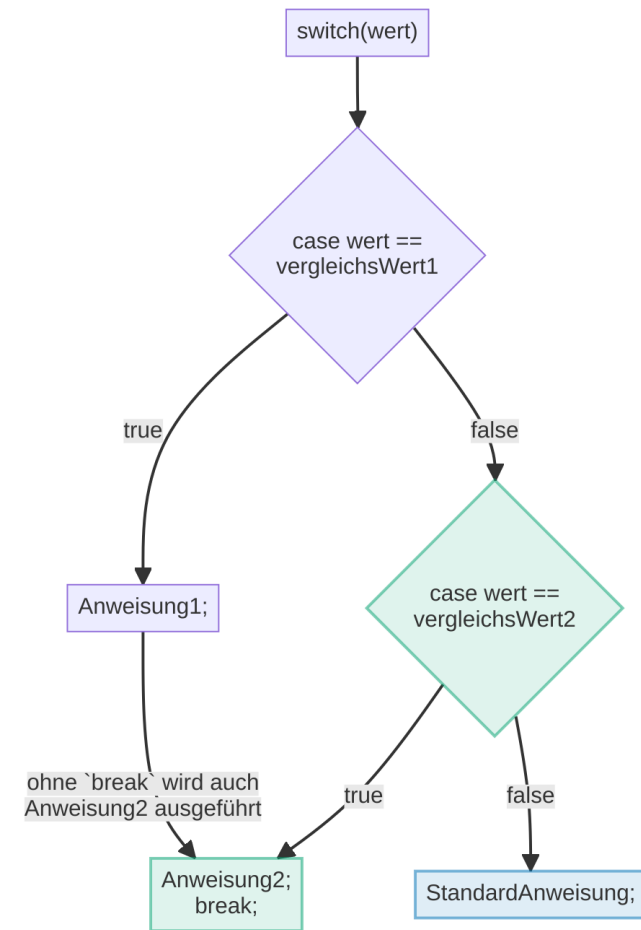 switch(wert)
case wert ==
vergleichsWert1
true
false
Anweisung1;
case wert ==
vergleichsWert2
ohne `break` wird auch
Anweisung2 ausgeführt
true
false
Anweisung2;
break;
StandardAnweisung;